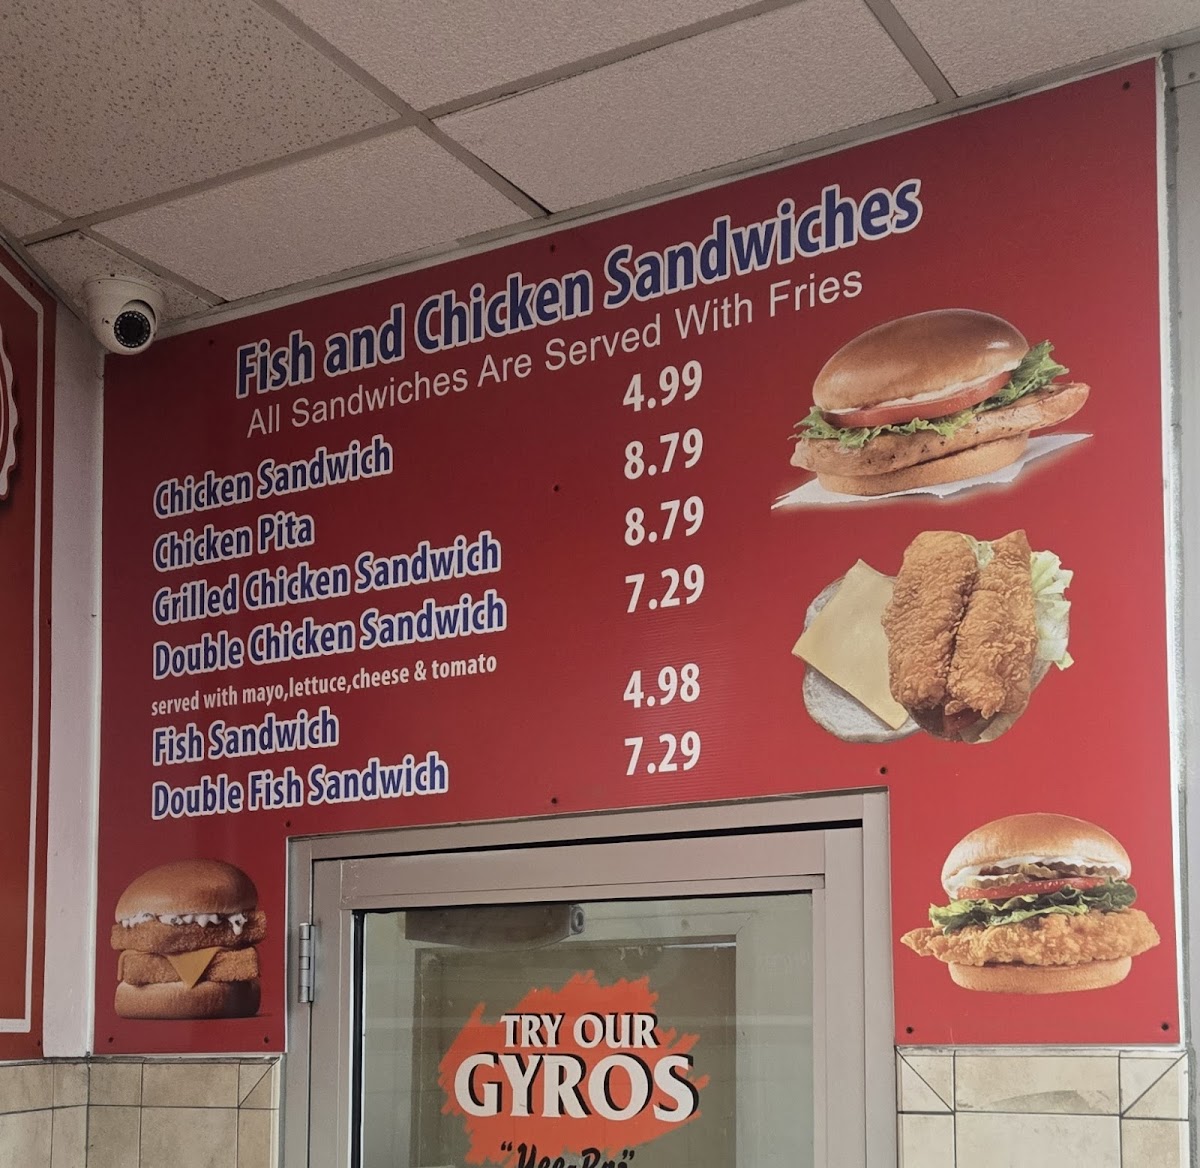 Fish and Chicken Sandwiches
All Sandwiches Are Served With Fries
Chicken Sandwich 4.99
Chicken Pita 8.79
Grilled Chicken Sandwich 8.79
Double Chicken Sandwich 7.29
served with mayo,lettuce,cheese & tomato
Fish Sandwich 4.98
Double Fish Sandwich 7.29
TRY OUR
GYROS